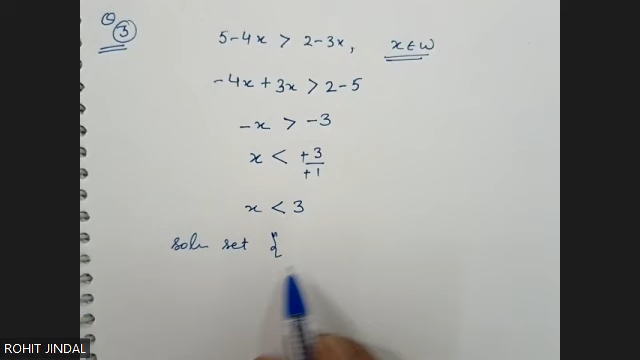 Q 3
5-4x > 2-3x, x ∈ W
-4x + 3x > 2-5
-x > -3
x < +3/+1
x < 3
soln set {
ROHIT JINDAL